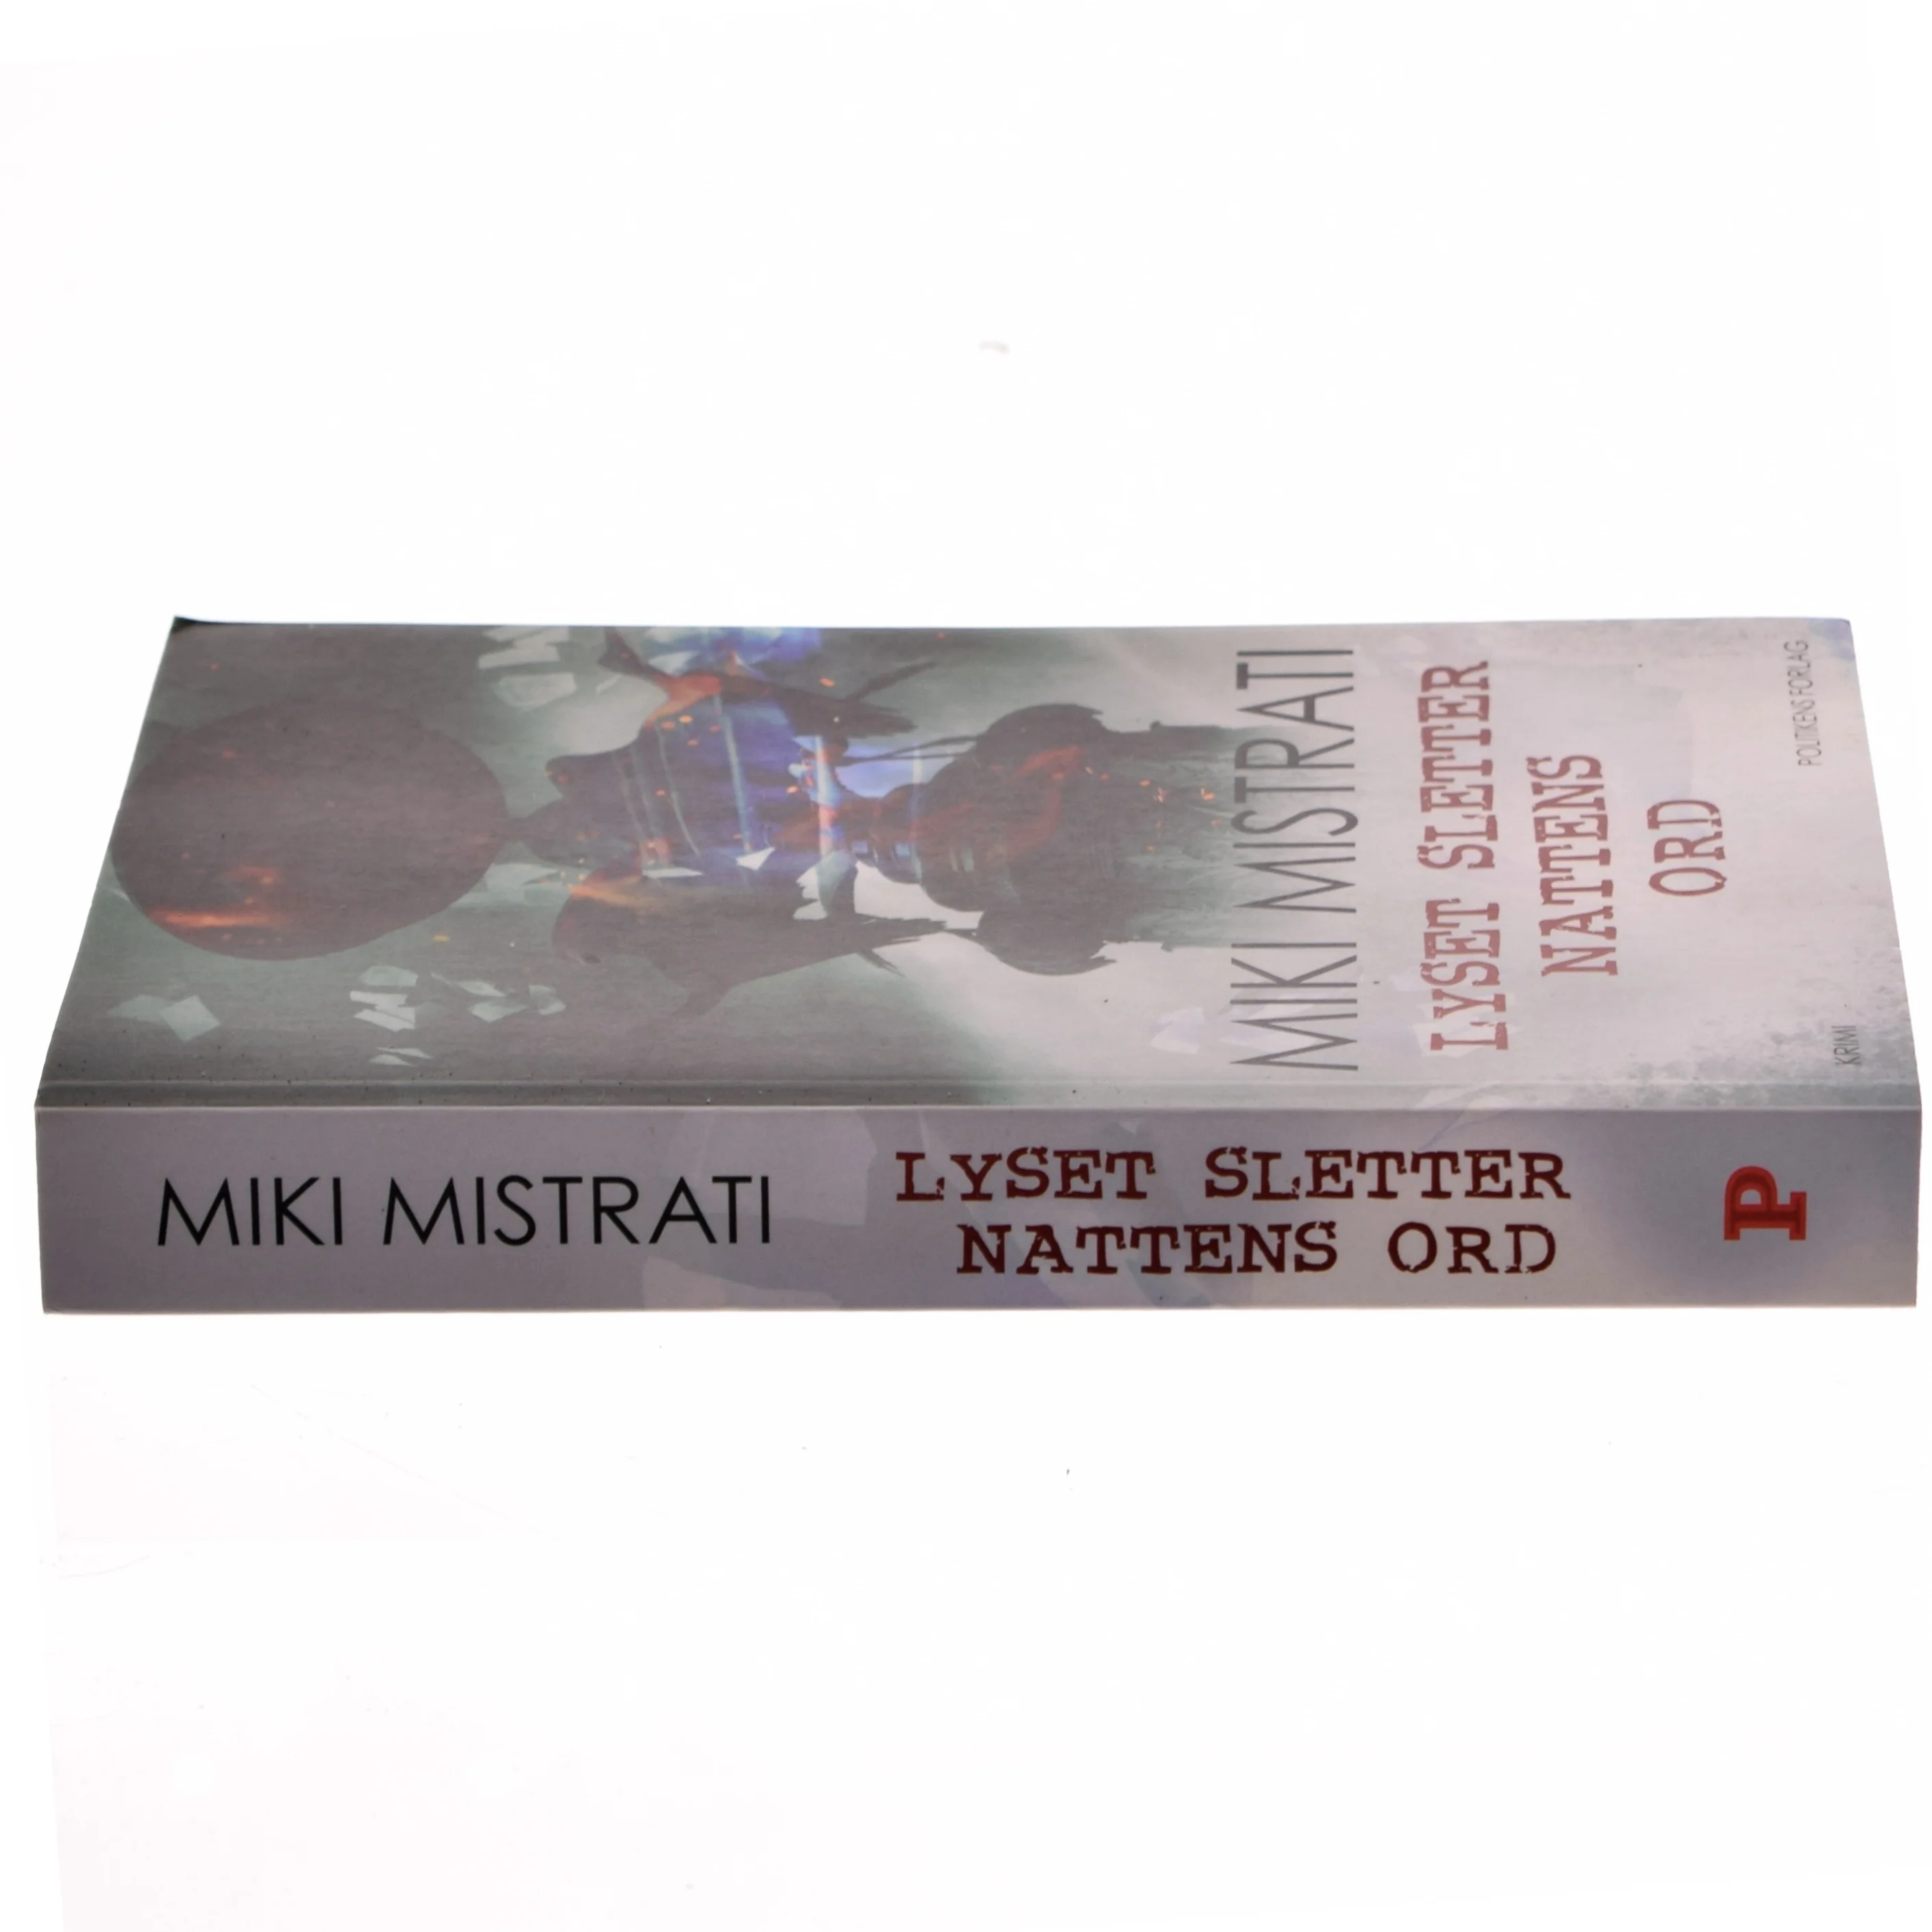 MIKI MISTRATI
LYSET SLETTER
NATTENS
ORD
KRIMI
POLITIKENS FORLAG
MIKI MISTRATI
LYSET SLETTER
NATTENS ORD
P